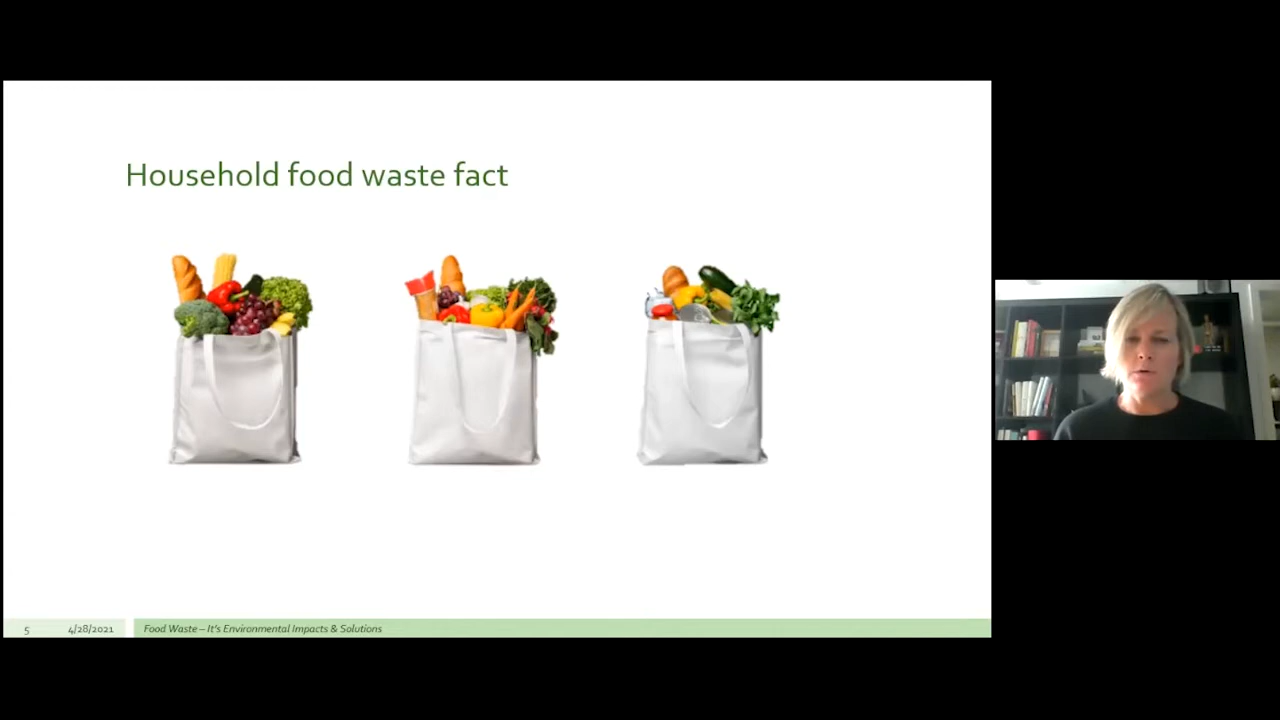 Household food waste fact
5
4/28/2021
Food Waste – It's Environmental Impacts & Solutions